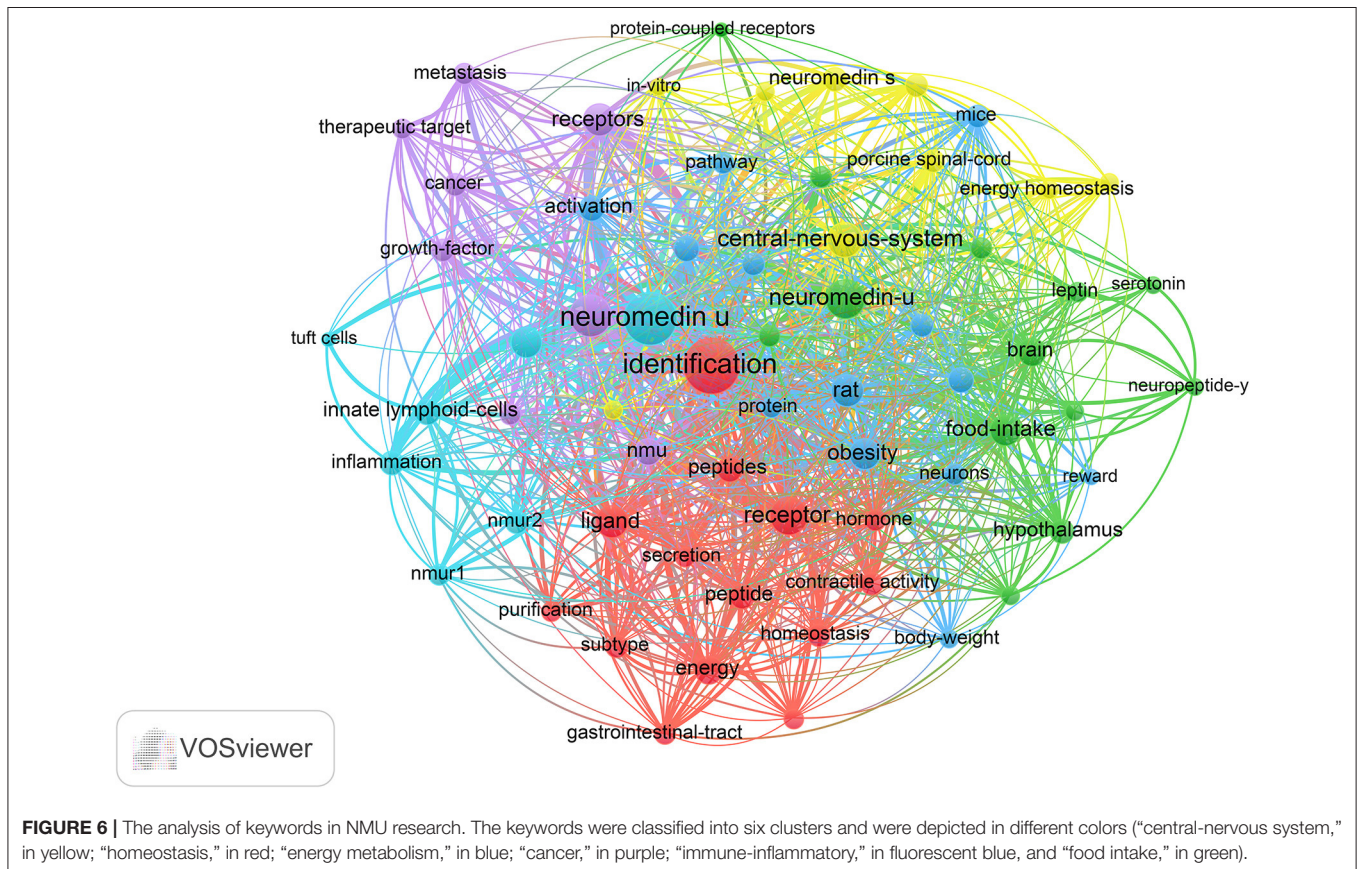 protein-coupled receptors
metastasis
in-vitro
neuromedin s
therapeutic target
receptors
mice
pathway
porcine spinal-cord
cancer
energy homeostasis
activation
growth-factor
central-nervous-system
leptin
serotonin
neuromedin-u
neuromedin u
tuft cells
brain
identification
neuropeptide-y
rat
protein
innate lymphoid-cells
food-intake
nmu
obesity
inflammation
peptides
neurons
reward
nmur2
ligand
receptor
hormone
hypothalamus
secretion
nmur1
contractile activity
peptide
purification
homeostasis
body-weight
subtype
energy
gastrointestinal-tract
VOSviewer
FIGURE 6 | The analysis of keywords in NMU research. The keywords were classified into six clusters and were depicted in different colors (“central-nervous system,”
in yellow; “homeostasis,” in red; “energy metabolism,” in blue; “cancer,” in purple; “immune-inflammatory,” in fluorescent blue, and “food intake,” in green).